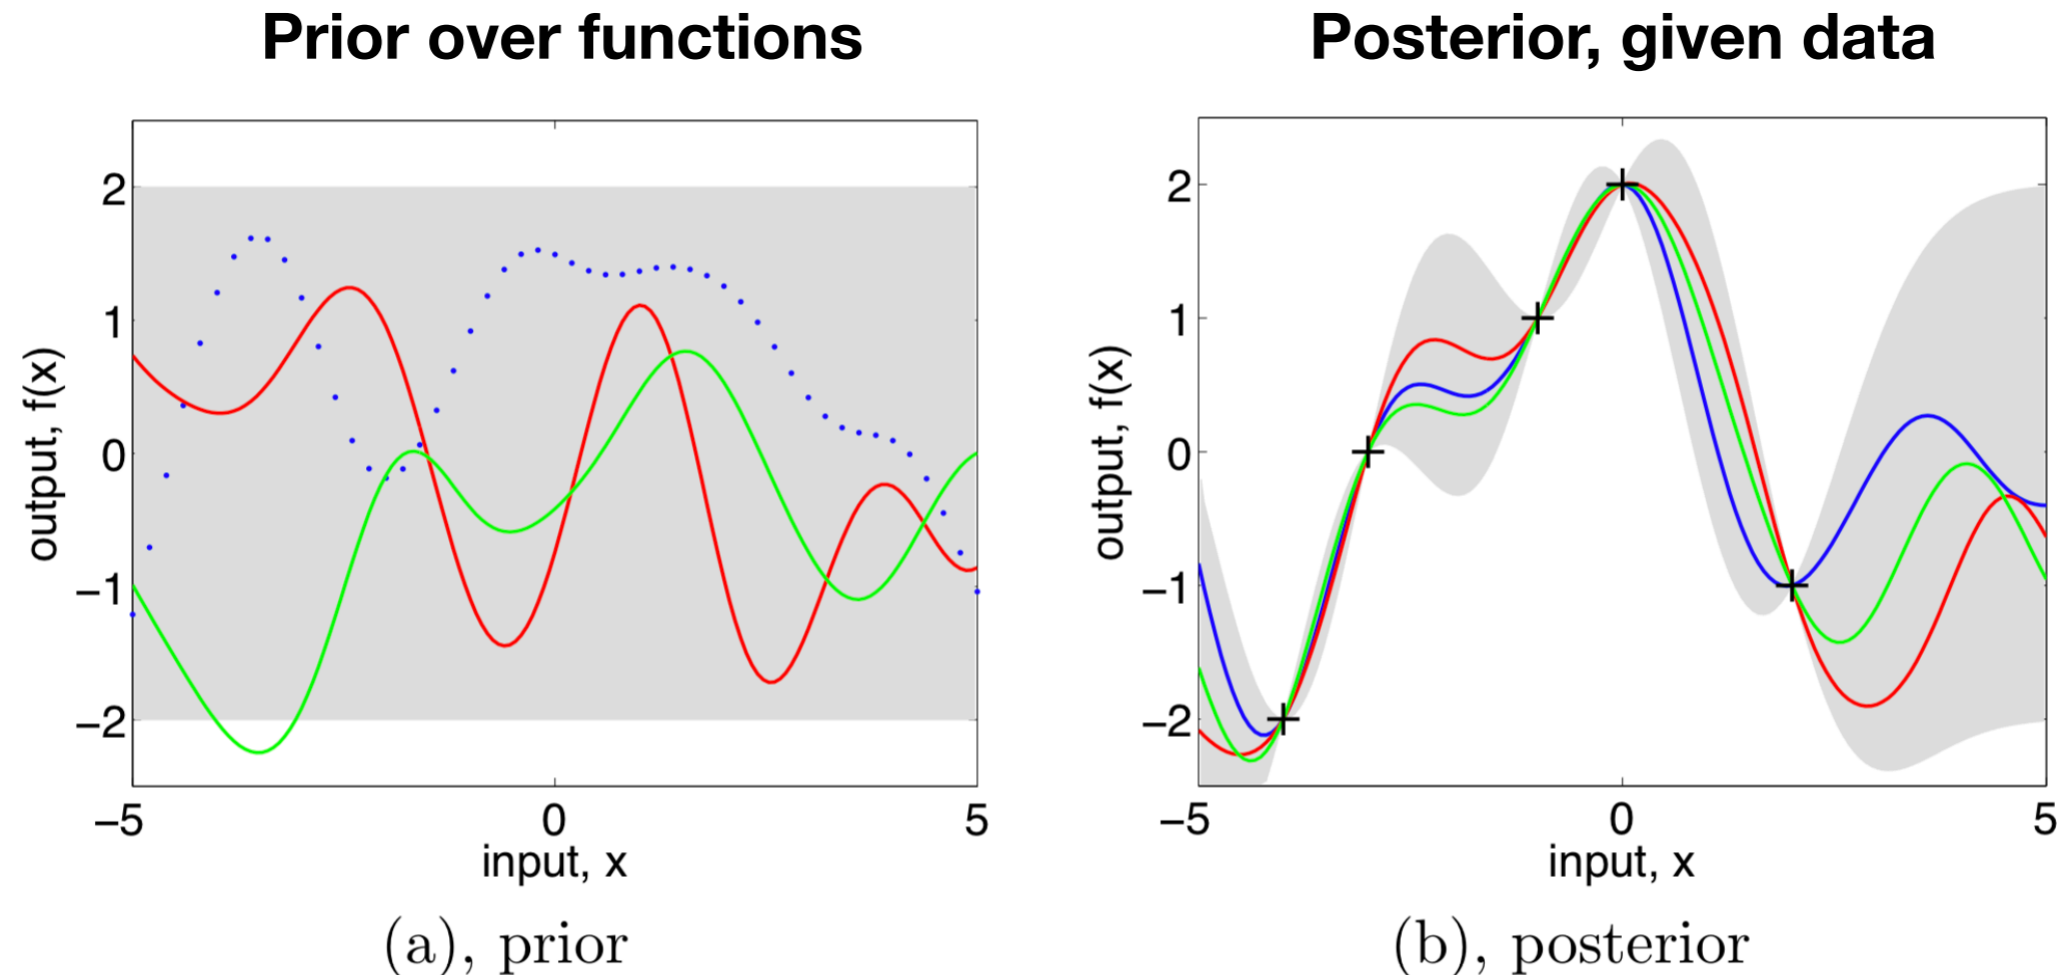 Prior over functions
Posterior, given data
2
1
0
−1
−2
output, f(x)
−5
0
5
input, x
(a), prior
2
1
0
−1
−2
output, f(x)
−5
0
5
input, x
(b), posterior